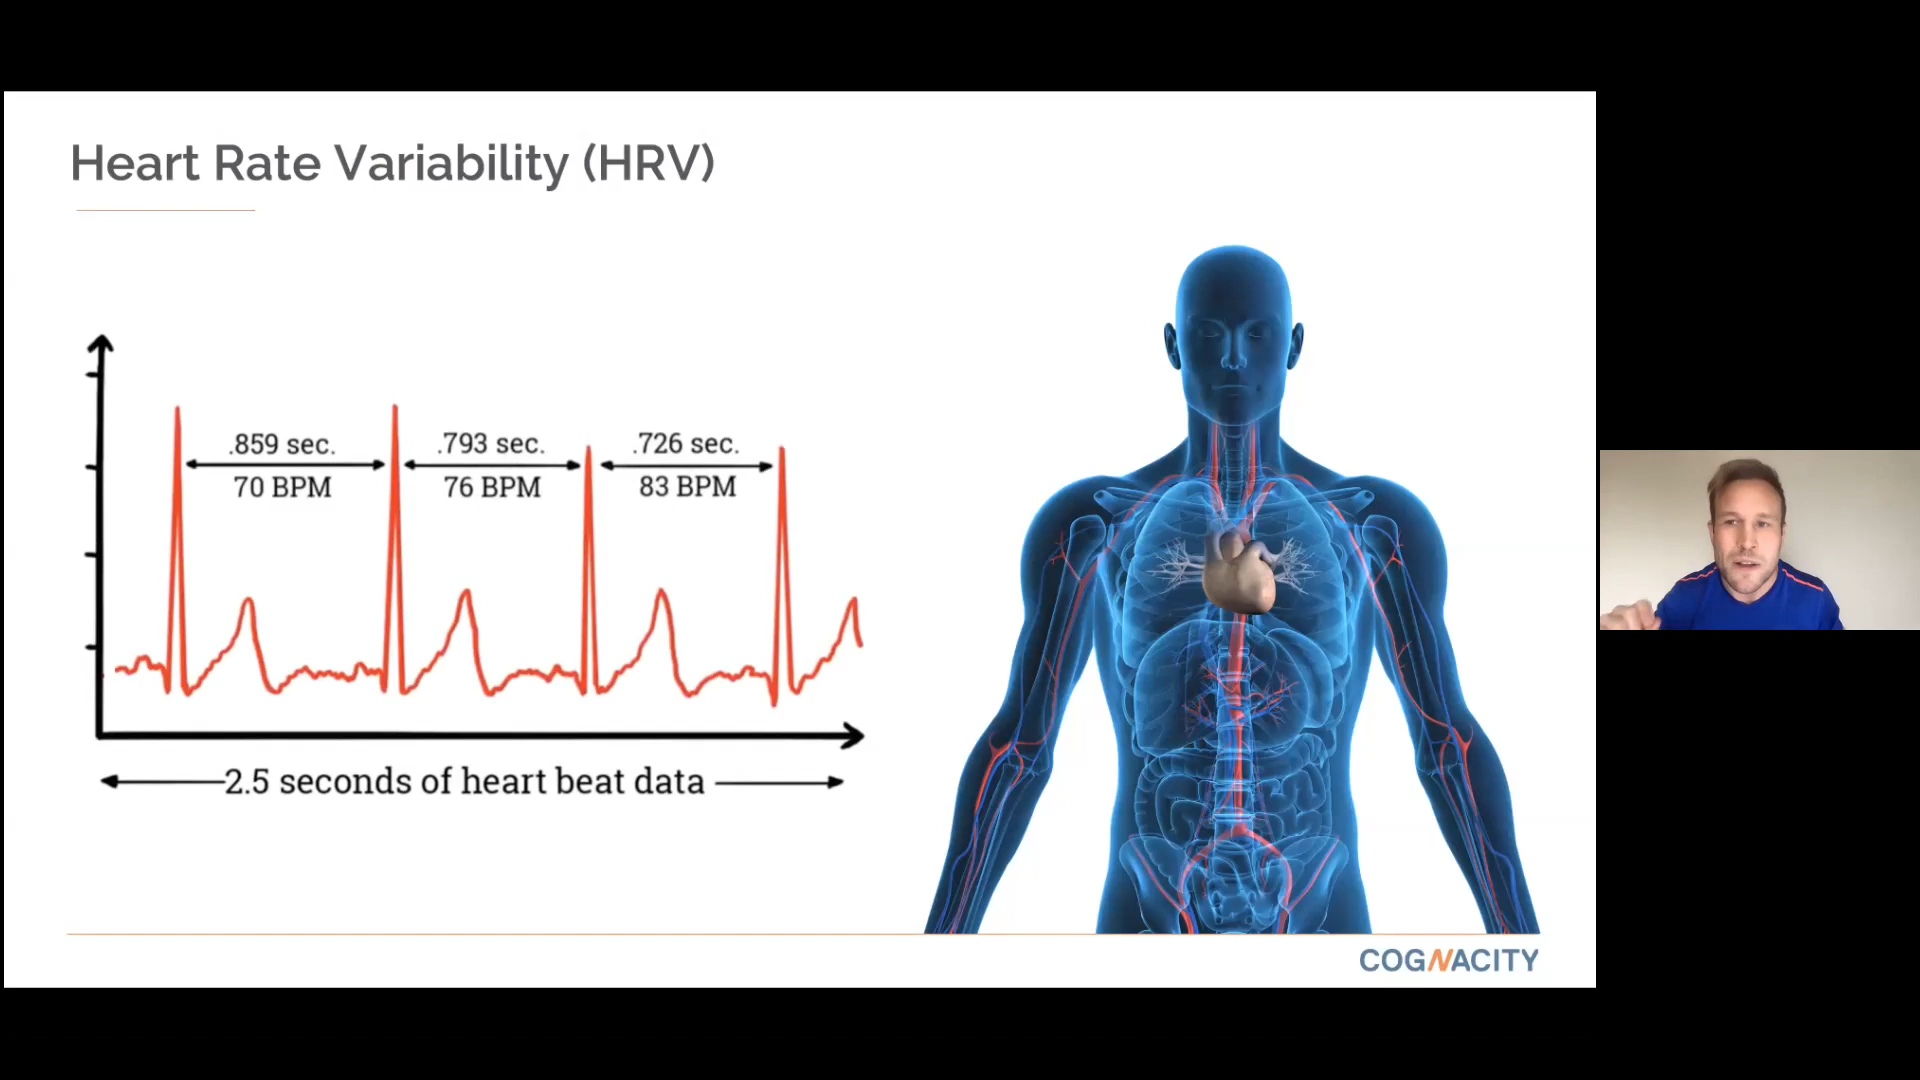 Heart Rate Variability (HRV)
.859 sec.
.793 sec.
.726 sec.
70 BPM
76 BPM
83 BPM
2.5 seconds of heart beat data
COGNACITY